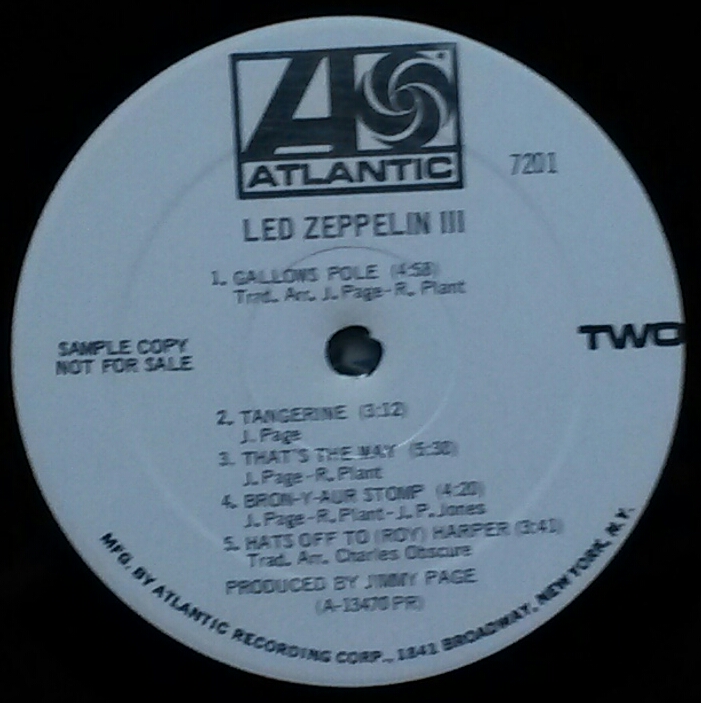 ATLANTIC
7201
LED ZEPPELIN III
1. GALLOWS POLE (4:58)
Trad. Arr. J. Page-R. Plant
SAMPLE COPY
NOT FOR SALE
TWO
2. TANGERINE (3:12)
J. Page
3. THAT'S THE WAY (5:38)
J. Page-R. Plant
4. BRON-Y-AUR STOMP (4:20)
J. Page-R. Plant-J. P. Jones
5. HATS OFF TO (ROY) HARPER (3:41)
Trad. Arr. Charles Obscure
PRODUCED BY JIMMY PAGE
(A-13470 PR)
MFG. BY ATLANTIC RECORDING CORP., 1841 BROADWAY, NEW YORK, N.Y.